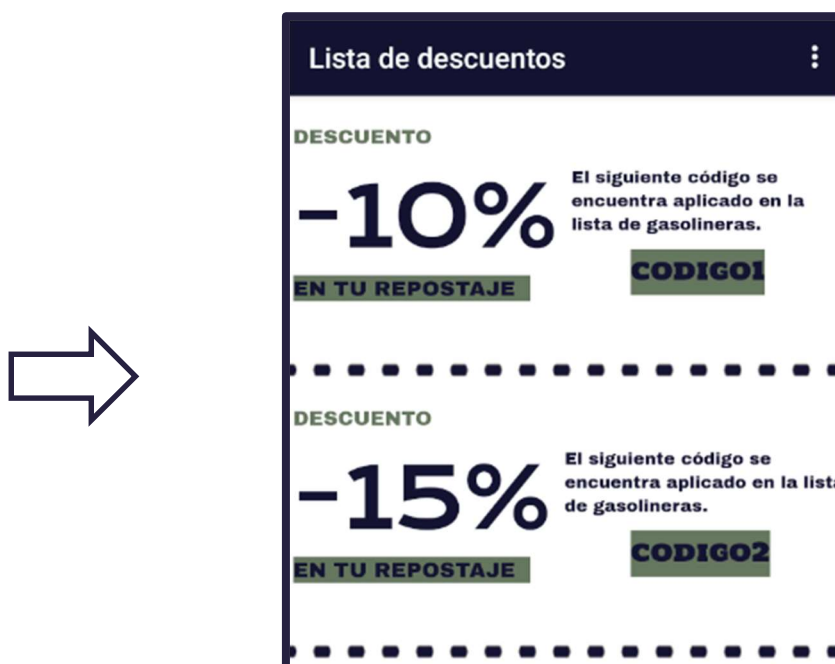 Lista de descuentos
DESCUENTO
-10%
El siguiente código se
encuentra aplicado en la
lista de gasolineras.
CODIGO1
EN TU REPOSTAJE
DESCUENTO
-15%
El siguiente código se
encuentra aplicado en la lista
de gasolineras.
CODIGO2
EN TU REPOSTAJE